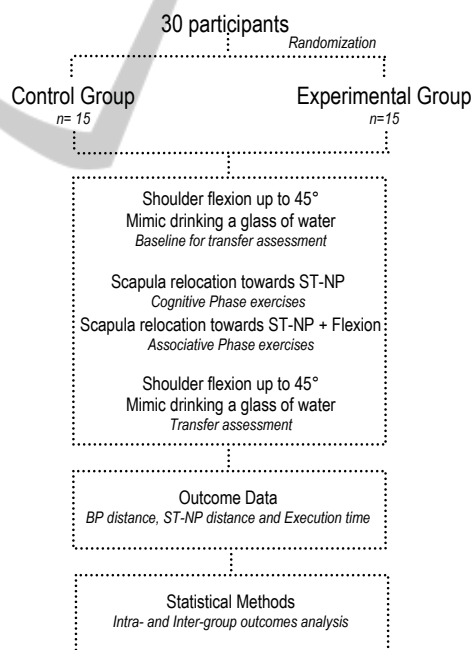 30 participants
Randomization
Control Group
n= 15
Experimental Group
n=15
Shoulder flexion up to 45°
Mimic drinking a glass of water
Baseline for transfer assessment
Scapula relocation towards ST-NP
Cognitive Phase exercises
Scapula relocation towards ST-NP + Flexion
Associative Phase exercises
Shoulder flexion up to 45°
Mimic drinking a glass of water
Transfer assessment
Outcome Data
BP distance, ST-NP distance and Execution time
Statistical Methods
Intra- and Inter-group outcomes analysis